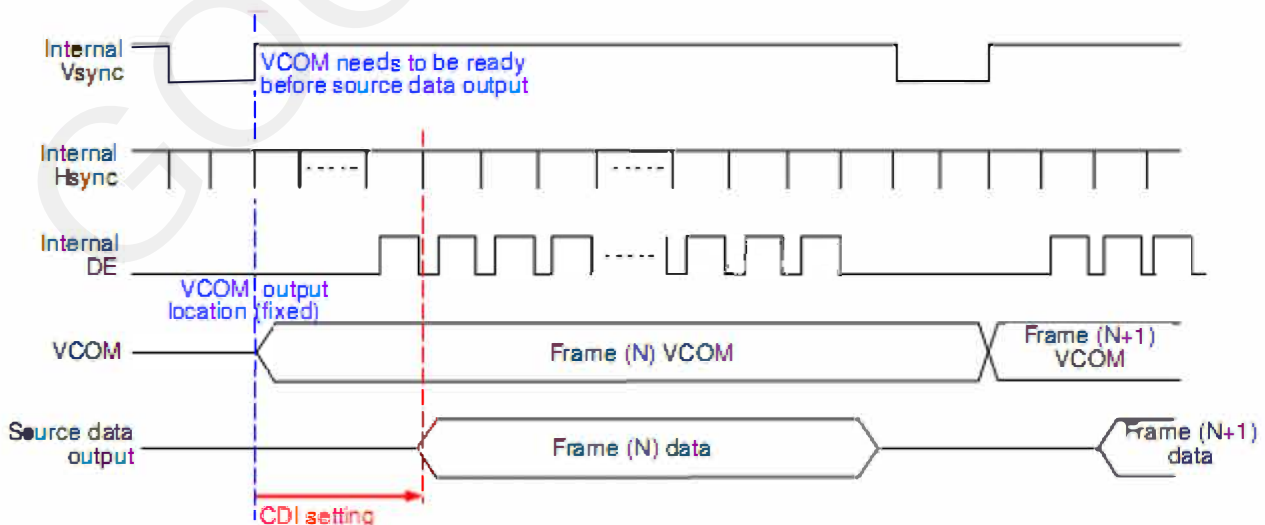 Internal
Vsync
VCOM needs to be ready
before source data output
Internal
Hsync
Internal
DE
VCOM output
location (fixed)
VCOM
Frame (N) VCOM
Frame (N+1)
VCOM
Source data
output
Frame (N) data
Frame (N+1)
data
CDI setting